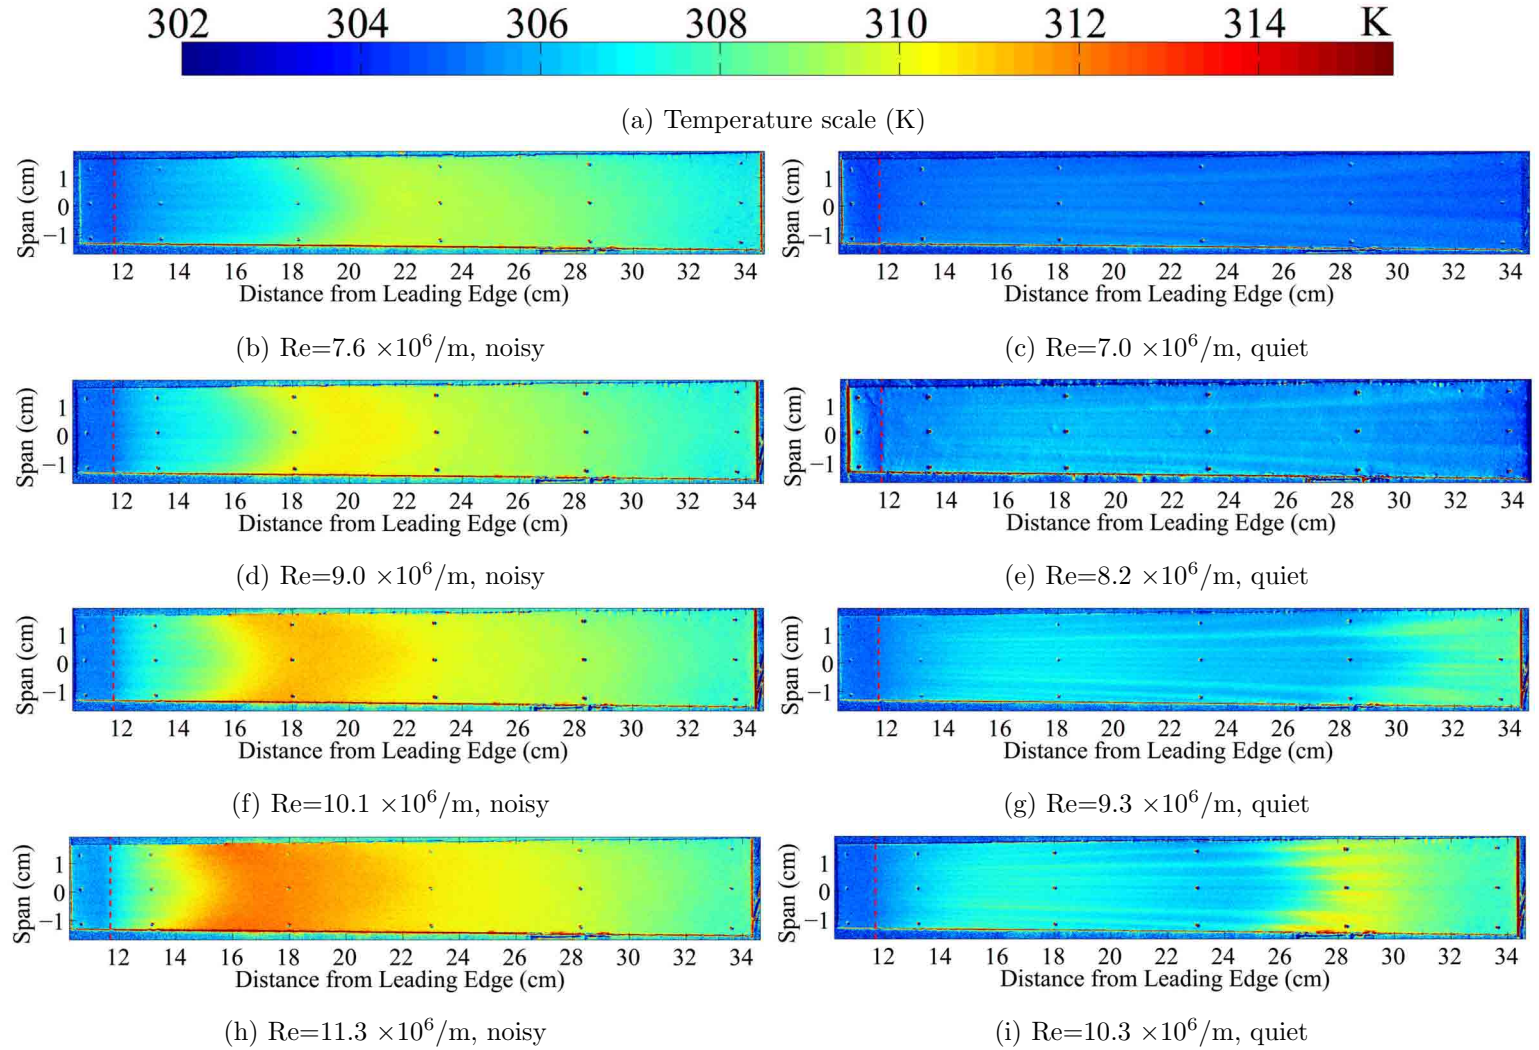 302 304 306 308 310 312 314 K
(a) Temperature scale (K)
Span (cm)
1
0
−1
12 14 16 18 20 22 24 26 28 30 32 34
Distance from Leading Edge (cm)
(b) Re=7.6 ×10⁶/m, noisy
Span (cm)
1
0
−1
12 14 16 18 20 22 24 26 28 30 32 34
Distance from Leading Edge (cm)
(c) Re=7.0 ×10⁶/m, quiet
Span (cm)
1
0
−1
12 14 16 18 20 22 24 26 28 30 32 34
Distance from Leading Edge (cm)
(d) Re=9.0 ×10⁶/m, noisy
Span (cm)
1
0
−1
12 14 16 18 20 22 24 26 28 30 32 34
Distance from Leading Edge (cm)
(e) Re=8.2 ×10⁶/m, quiet
Span (cm)
1
0
−1
12 14 16 18 20 22 24 26 28 30 32 34
Distance from Leading Edge (cm)
(f) Re=10.1 ×10⁶/m, noisy
Span (cm)
1
0
−1
12 14 16 18 20 22 24 26 28 30 32 34
Distance from Leading Edge (cm)
(g) Re=9.3 ×10⁶/m, quiet
Span (cm)
1
0
−1
12 14 16 18 20 22 24 26 28 30 32 34
Distance from Leading Edge (cm)
(h) Re=11.3 ×10⁶/m, noisy
Span (cm)
1
0
−1
12 14 16 18 20 22 24 26 28 30 32 34
Distance from Leading Edge (cm)
(i) Re=10.3 ×10⁶/m, quiet